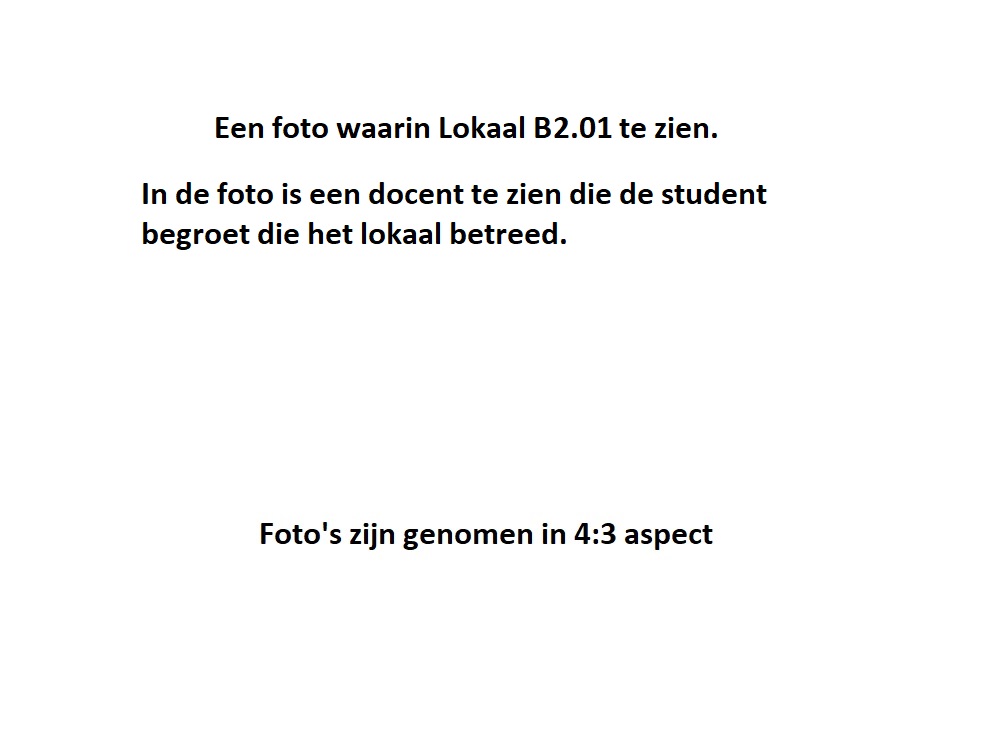 Een foto waarin Lokaal B2.01 te zien.
In de foto is een docent te zien die de student
begroet die het lokaal betreed.
Foto's zijn genomen in 4:3 aspect